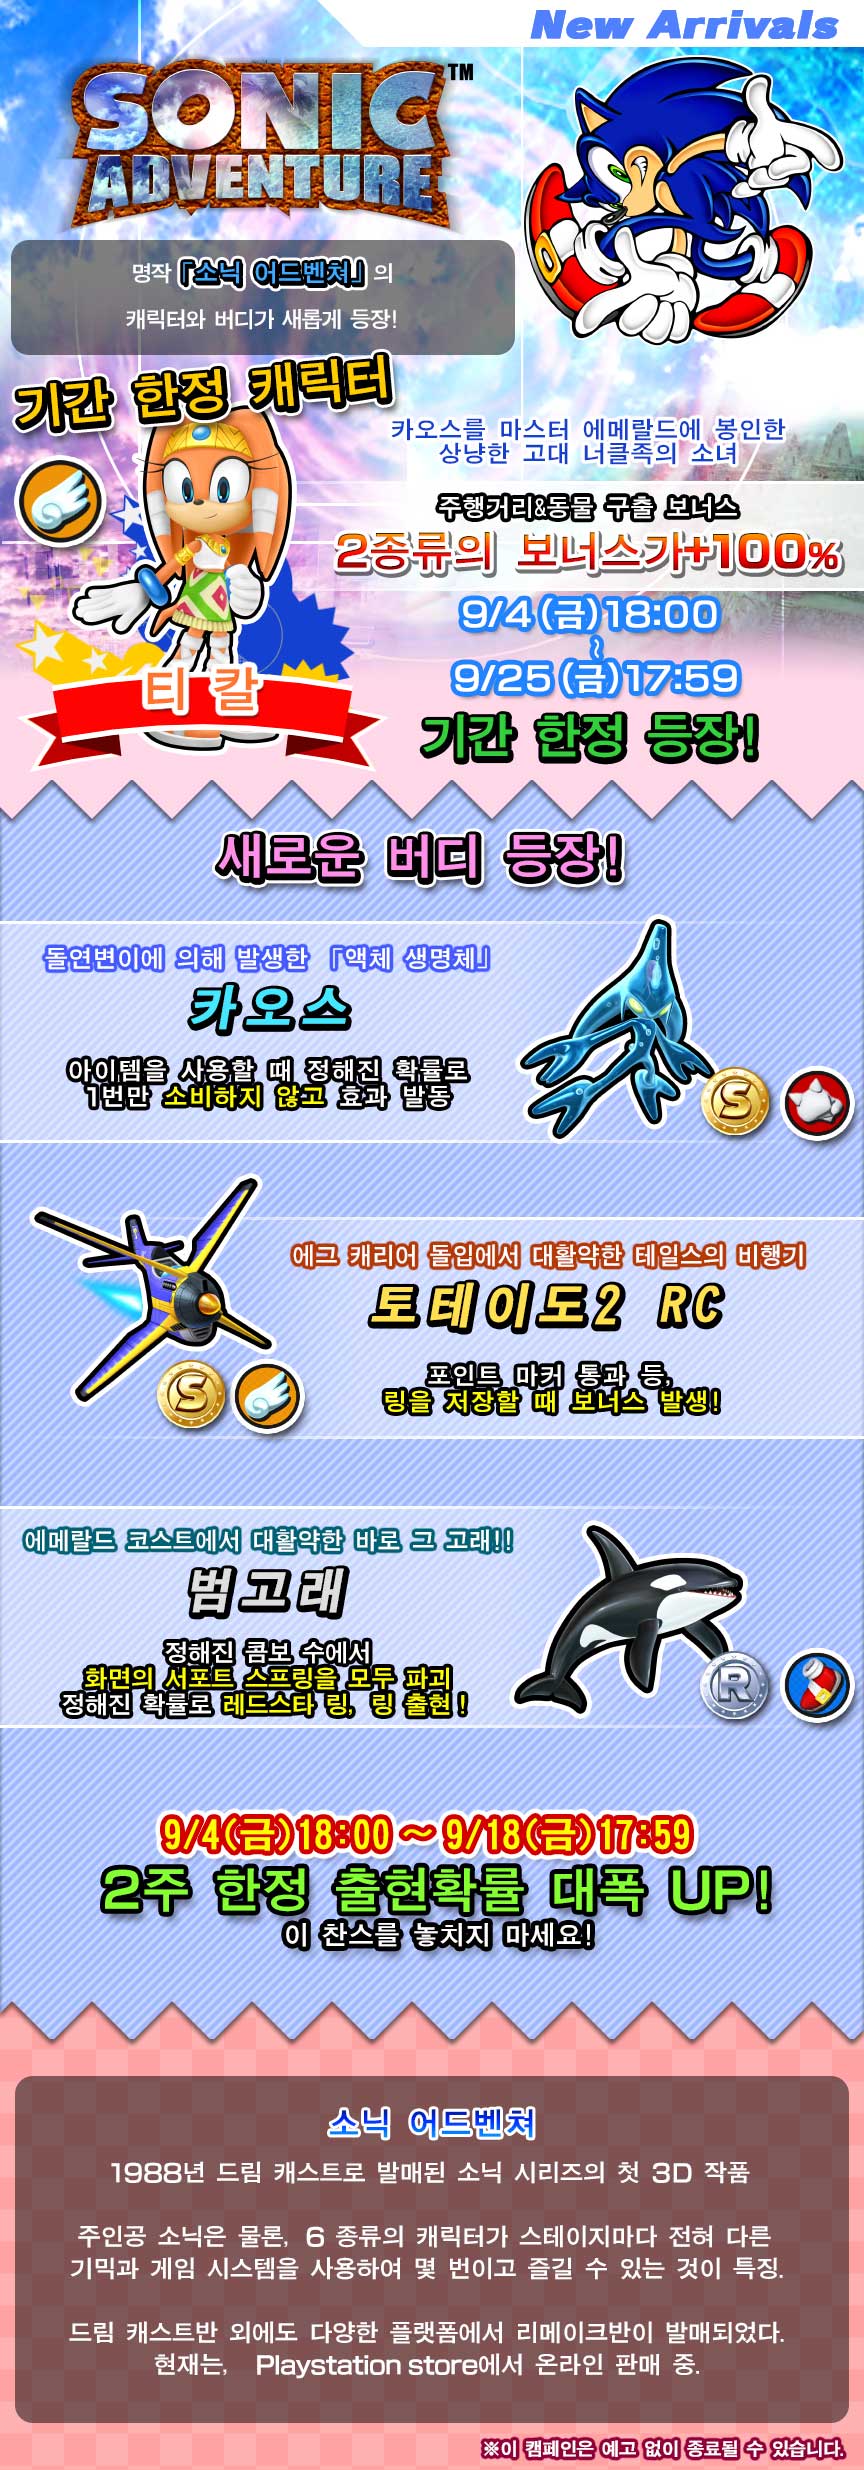 New Arrivals
SONIC ADVENTURE™
명작 「소닉 어드벤쳐」의
캐릭터와 버디가 새롭게 등장!
기간 한정 캐릭터
카오스를 마스터 에메랄드에 봉인한
상냥한 고대 너클족의 소녀
주행거리&동물 구출 보너스
2종류의 보너스가+100%
9/4(금)18:00
~
9/25(금)17:59
기간 한정 등장!
티 칼
새로운 버디 등장!
돌연변이에 의해 발생한 「액체 생명체」
카오스
아이템을 사용할 때 정해진 확률로
1번만 소비하지 않고 효과 발동
S
에그 캐리어 돌입에서 대활약한 테일스의 비행기
토테이도2 RC
포인트 마커 통과 등,
링을 저장할 때 보너스 발생!
S
에메랄드 코스트에서 대활약한 바로 그 고래!!
범고래
정해진 콤보 수에서
화면의 서포트 스프링을 모두 파괴
정해진 확률로 레드스타 링, 링 출현!
R
9/4(금)18:00 ~ 9/18(금)17:59
2주 한정 출현확률 대폭 UP!
이 찬스를 놓치지 마세요!
소닉 어드벤쳐
1988년 드림 캐스트로 발매된 소닉 시리즈의 첫 3D 작품
주인공 소닉은 물론, 6 종류의 캐릭터가 스테이지마다 전혀 다른
기믹과 게임 시스템을 사용하여 몇 번이고 즐길 수 있는 것이 특징.
드림 캐스트반 외에도 다양한 플랫폼에서 리메이크반이 발매되었다.
현재는, Playstation store에서 온라인 판매 중.
※이 캠페인은 예고 없이 종료될 수 있습니다.